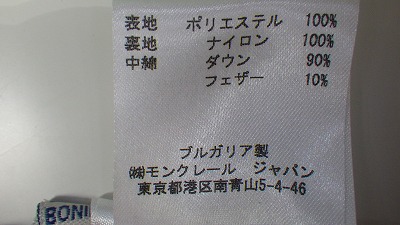 表地 ポリエステル 100%
裏地 ナイロン 100%
中綿 ダウン 90%
フェザー 10%
ブルガリア製
㈱モンクレール ジャパン
東京都港区南青山5-4-46
BONI